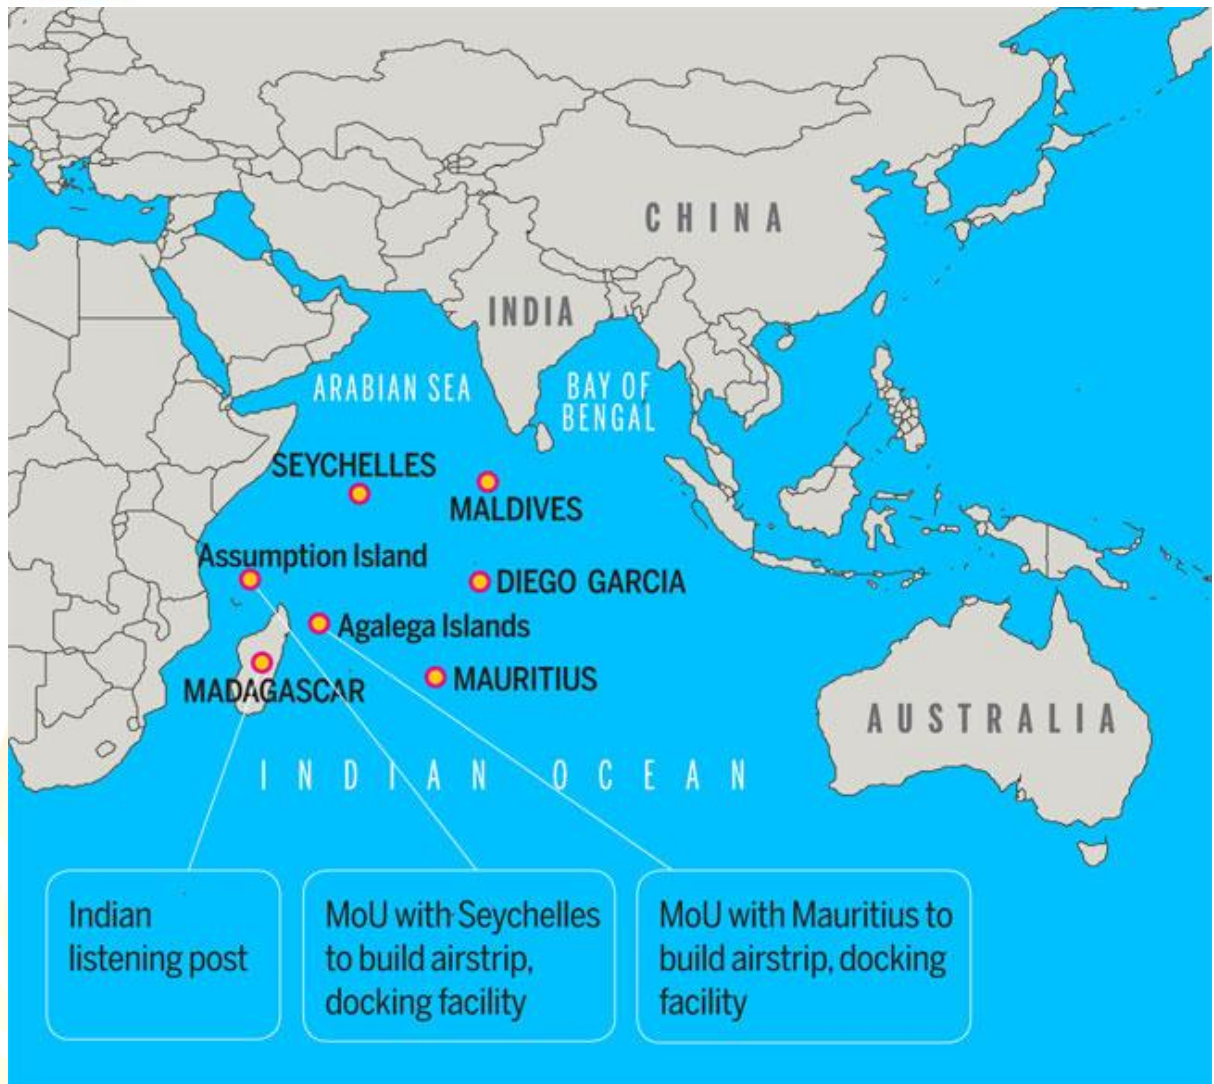 CHINA
INDIA
ARABIAN SEA
BAY OF
BENGAL
SEYCHELLES
MALDIVES
Assumption Island
DIEGO GARCIA
Agalega Islands
MADAGASCAR
MAURITIUS
AUSTRALIA
INDIAN OCEAN
Indian
listening post
MoU with Seychelles
to build airstrip,
docking facility
MoU with Mauritius to
build airstrip, docking
facility